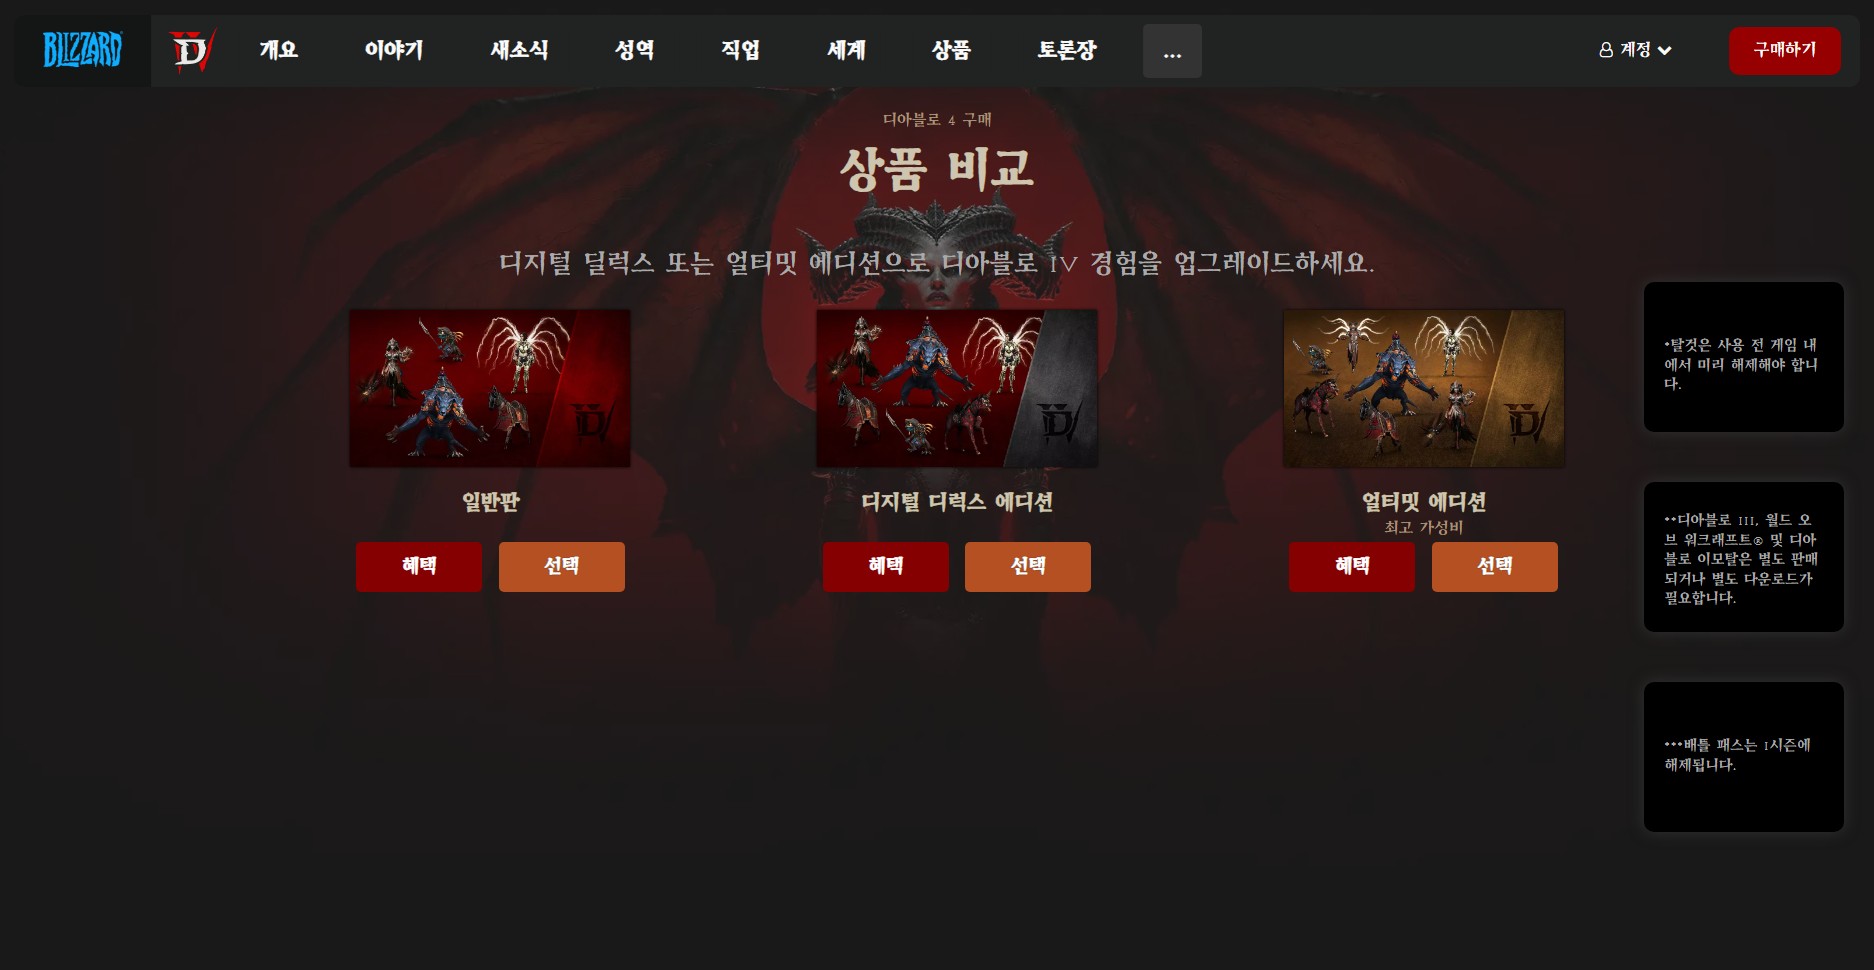 BLIZZARD
개요 이야기 새소식 성역 직업 세계 상품 토론장 ... 계정 구매하기
디아블로 4 구매
상품 비교
디지털 딜럭스 또는 얼티밋 에디션으로 디아블로 IV 경험을 업그레이드하세요.
일반판
혜택 선택
디지털 디럭스 에디션
혜택 선택
얼티밋 에디션
최고 가성비
혜택 선택
*탈것은 사용 전 게임 내
에서 미리 해제해야 합니
다.
**디아블로 III, 월드 오
브 워크래프트® 및 디아
블로 이모탈은 별도 판매
되거나 별도 다운로드가
필요합니다.
***배틀 패스는 1시즌에
해제됩니다.